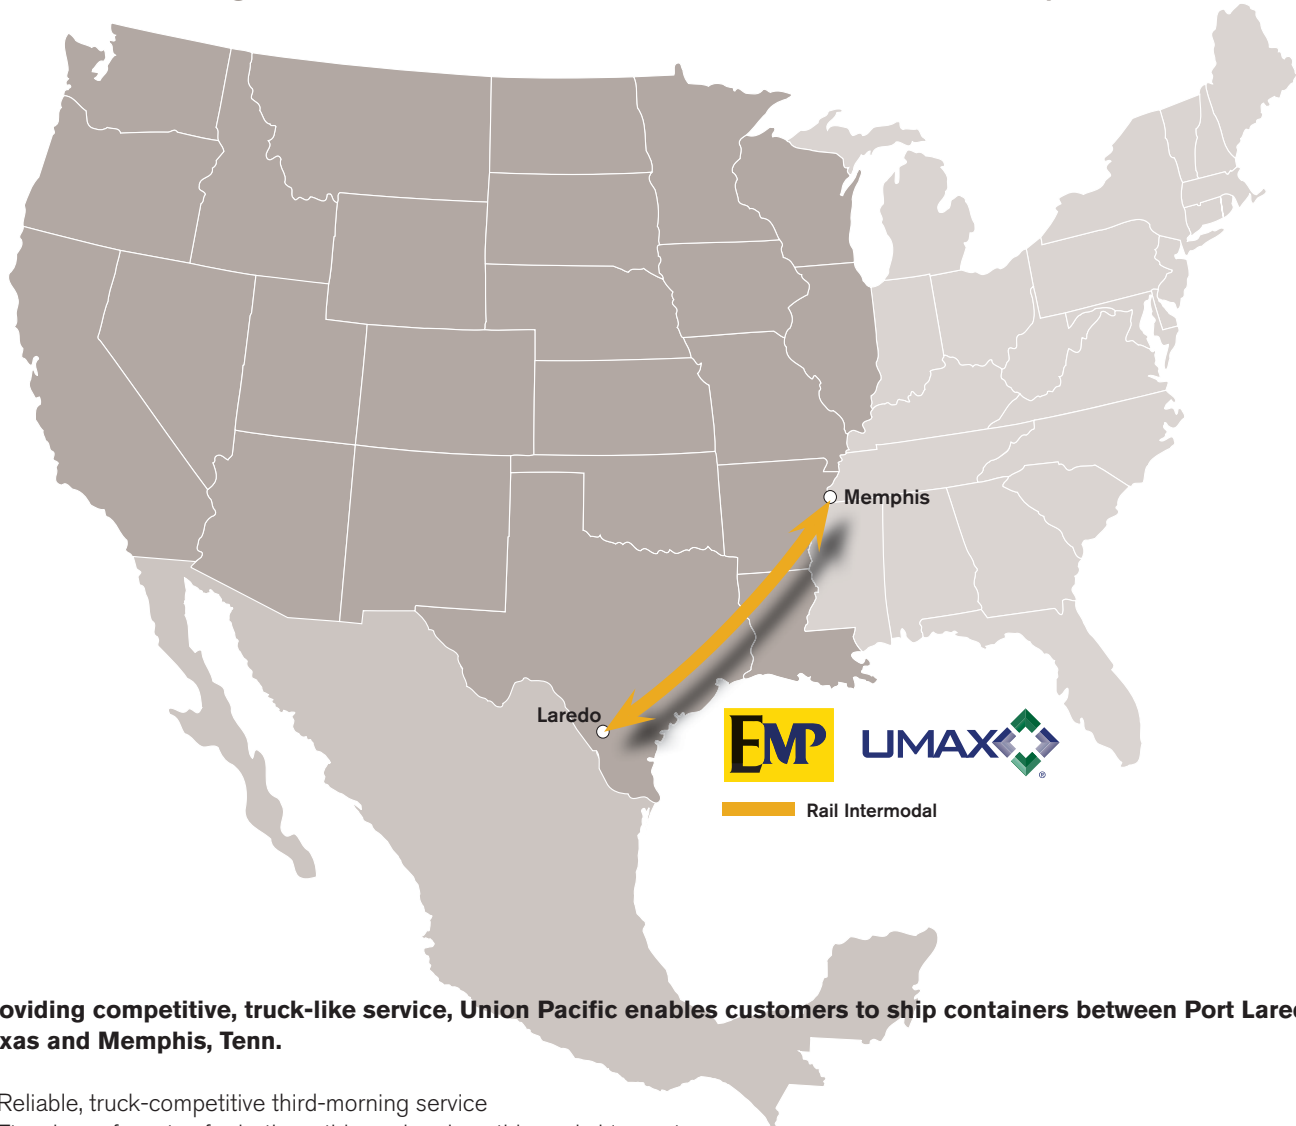 Memphis
Laredo
EMP
UMAX
®
Rail Intermodal
oviding competitive, truck-like service, Union Pacific enables customers to ship containers between Port Lared
xas and Memphis, Tenn.
Reliable, truck-competitive third-morning service